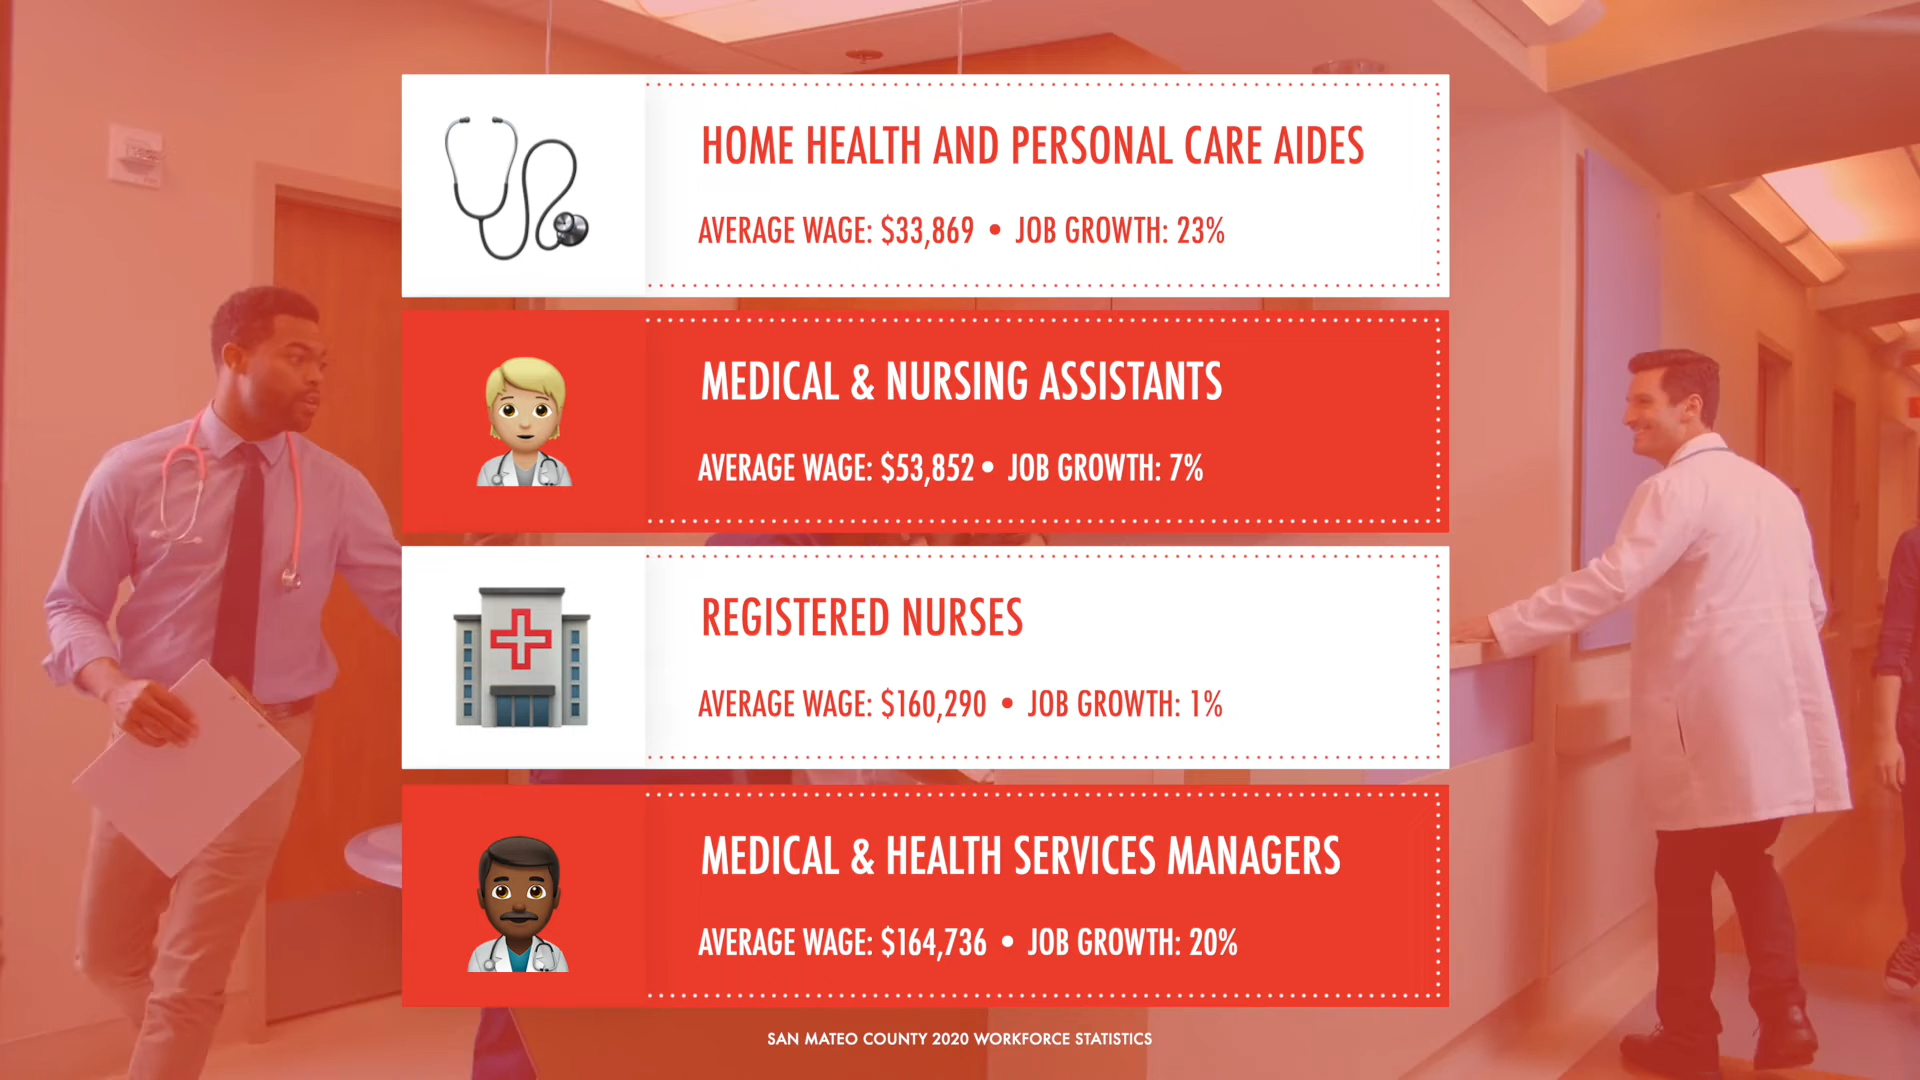 HOME HEALTH AND PERSONAL CARE AIDES
AVERAGE WAGE: $33,869 • JOB GROWTH: 23%
MEDICAL & NURSING ASSISTANTS
AVERAGE WAGE: $53,852 • JOB GROWTH: 7%
REGISTERED NURSES
AVERAGE WAGE: $160,290 • JOB GROWTH: 1%
MEDICAL & HEALTH SERVICES MANAGERS
AVERAGE WAGE: $164,736 • JOB GROWTH: 20%
SAN MATEO COUNTY 2020 WORKFORCE STATISTICS